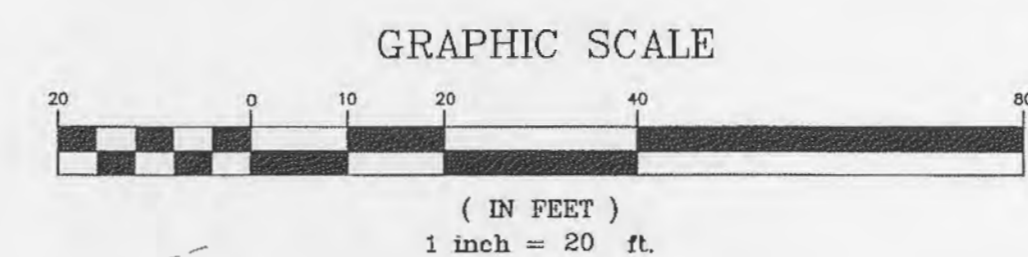 GRAPHIC SCALE
20 0 10 20 40 80
( IN FEET )
1 inch = 20 ft.